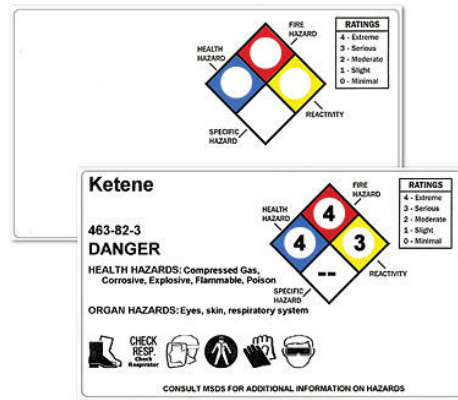 FIRE
HAZARD
HEALTH
HAZARD
REACTIVITY
SPECIFIC
HAZARD
RATINGS
4 - Extreme
3 - Serious
2 - Moderate
1 - Slight
0 - Minimal
Ketene
463-82-3
DANGER
HEALTH HAZARDS: Compressed Gas,
Corrosive, Explosive, Flammable, Poison
ORGAN HAZARDS: Eyes, skin, respiratory system
CHECK
RESP.
Check
Respirator
FIRE
HAZARD
HEALTH
HAZARD
4
4
3
--
REACTIVITY
SPECIFIC
HAZARD
RATINGS
4 - Extreme
3 - Serious
2 - Moderate
1 - Slight
0 - Minimal
CONSULT MSDS FOR ADDITIONAL INFORMATION ON HAZARDS